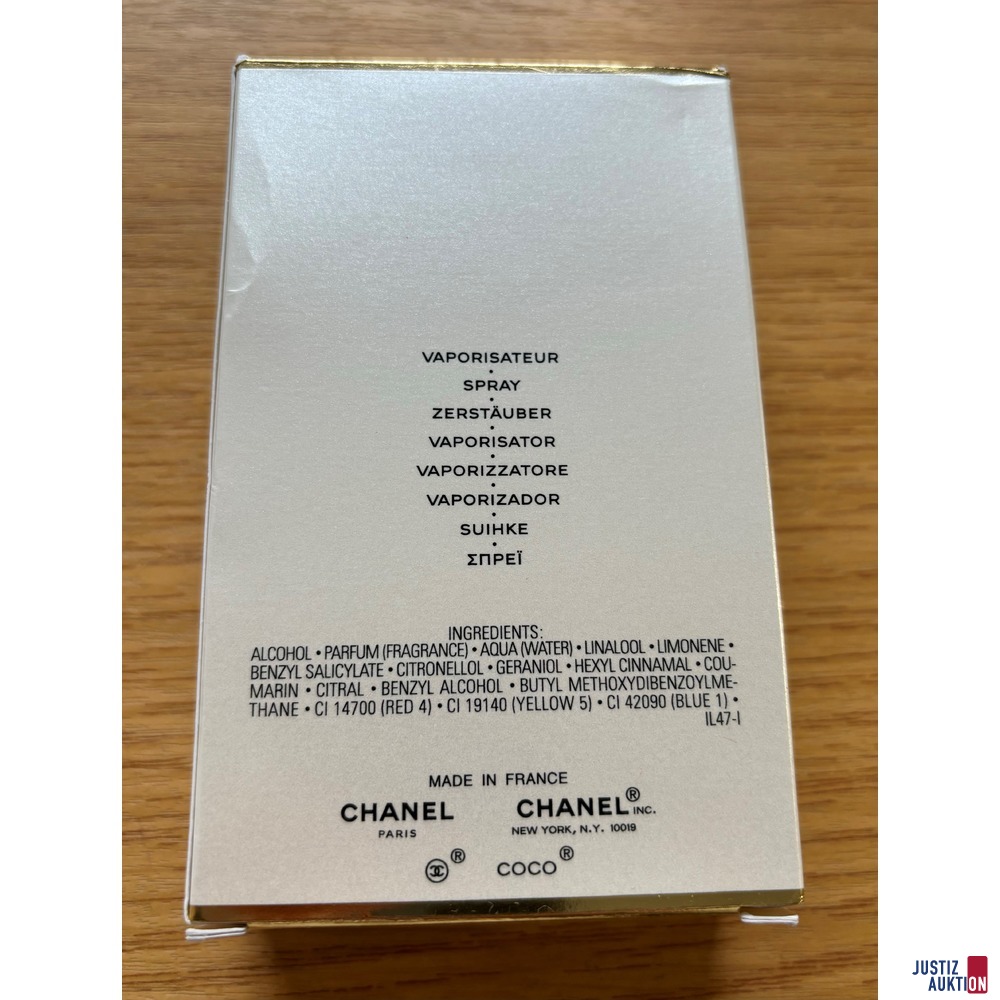 VAPORISATEUR
•
SPRAY
•
ZERSTÄUBER
•
VAPORISATOR
•
VAPORIZZATORE
•
VAPORIZADOR
•
SUIHKE
•
ΣΠΡΕΪ
INGREDIENTS:
ALCOHOL • PARFUM (FRAGRANCE) • AQUA (WATER) • LINALOOL • LIMONENE •
BENZYL SALICYLATE • CITRONELLOL • GERANIOL • HEXYL CINNAMAL • COU-
MARIN • CITRAL • BENZYL ALCOHOL • BUTYL METHOXYDIBENZOYLME-
THANE • CI 14700 (RED 4) • CI 19140 (YELLOW 5) • CI 42090 (BLUE 1) •
IL47-I
MADE IN FRANCE
CHANEL CHANEL® INC.
PARIS NEW YORK, N.Y. 10019
® COCO®
JUSTIZ
AUKTION